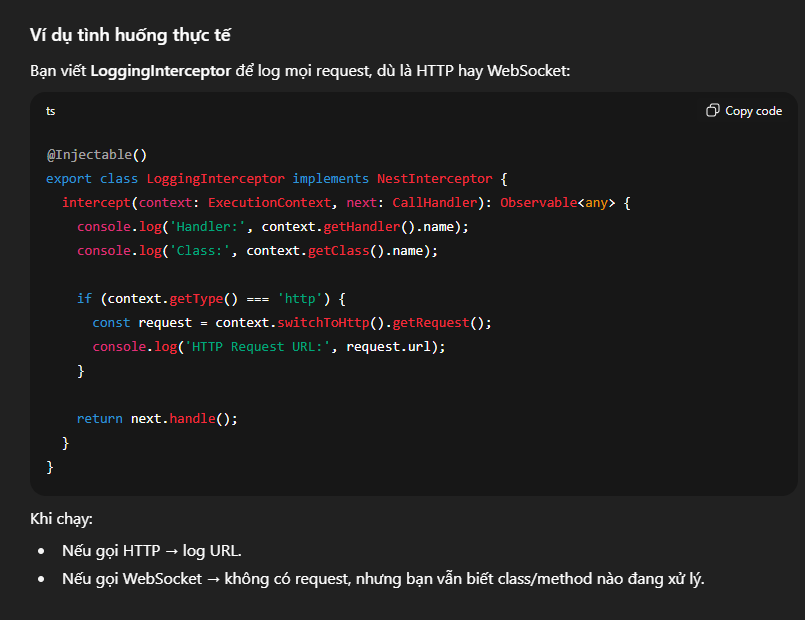 Ví dụ tình huống thực tế
Bạn viết LoggingInterceptor để log mọi request, dù là HTTP hay WebSocket:
ts
Copy code
@Injectable()
export class LoggingInterceptor implements NestInterceptor {
  intercept(context: ExecutionContext, next: CallHandler): Observable<any> {
    console.log('Handler:', context.getHandler().name);
    console.log('Class:', context.getClass().name);

    if (context.getType() === 'http') {
      const request = context.switchToHttp().getRequest();
      console.log('HTTP Request URL:', request.url);
    }

    return next.handle();
  }
}
Khi chạy:
• Nếu gọi HTTP → log URL.
• Nếu gọi WebSocket → không có request, nhưng bạn vẫn biết class/method nào đang xử lý.